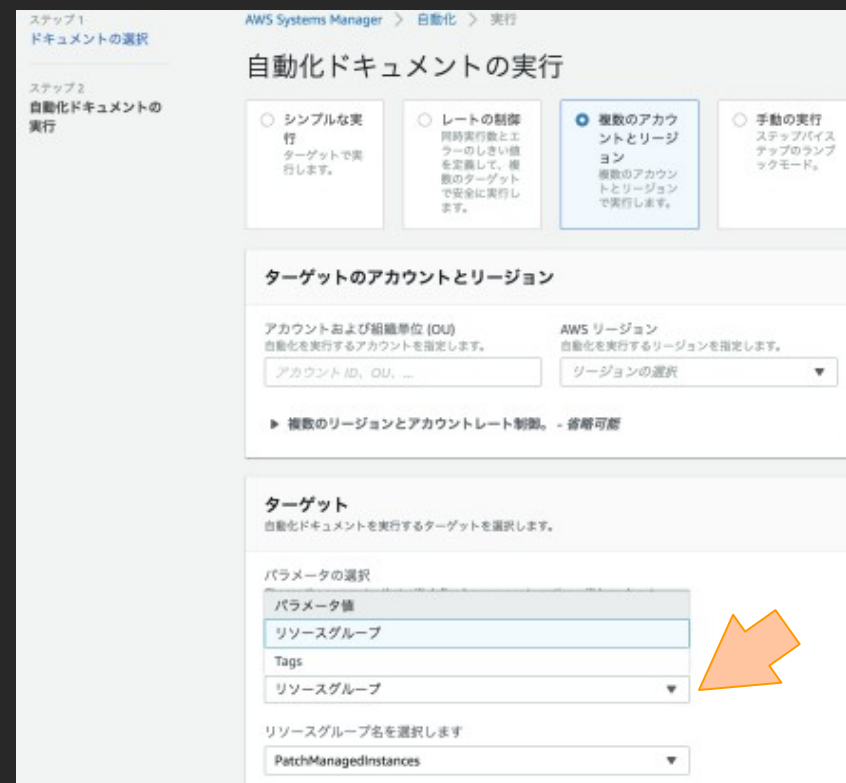 ステップ 1
ドキュメントの選択
ステップ 2
自動化ドキュメントの
実行
AWS Systems Manager > 自動化 > 実行
自動化ドキュメントの実行
シンプルな実
行
ターゲットで実
行します。
レートの制御
同時実行数とエ
ラーのしきい値
を定義して、複
数のターゲット
で安全に実行し
ます。
複数のアカウ
ントとリージ
ョン
複数のアカウン
トとリージョン
で実行します。
手動の実行
ステップバイス
テップのランブ
ックモード。
ターゲットのアカウントとリージョン
アカウントおよび組織単位 (OU)
自動化を実行するアカウントを指定します。
アカウント ID、OU、...
AWS リージョン
自動化を実行するリージョンを指定します。
リージョンの選択
複数のリージョンとアカウントレート制御。 - 省略可能
ターゲット
自動化ドキュメントを実行するターゲットを選択します。
パラメータの選択
パラメータ値
リソースグループ
Tags
リソースグループ
リソースグループ名を選択します
PatchManagedInstances